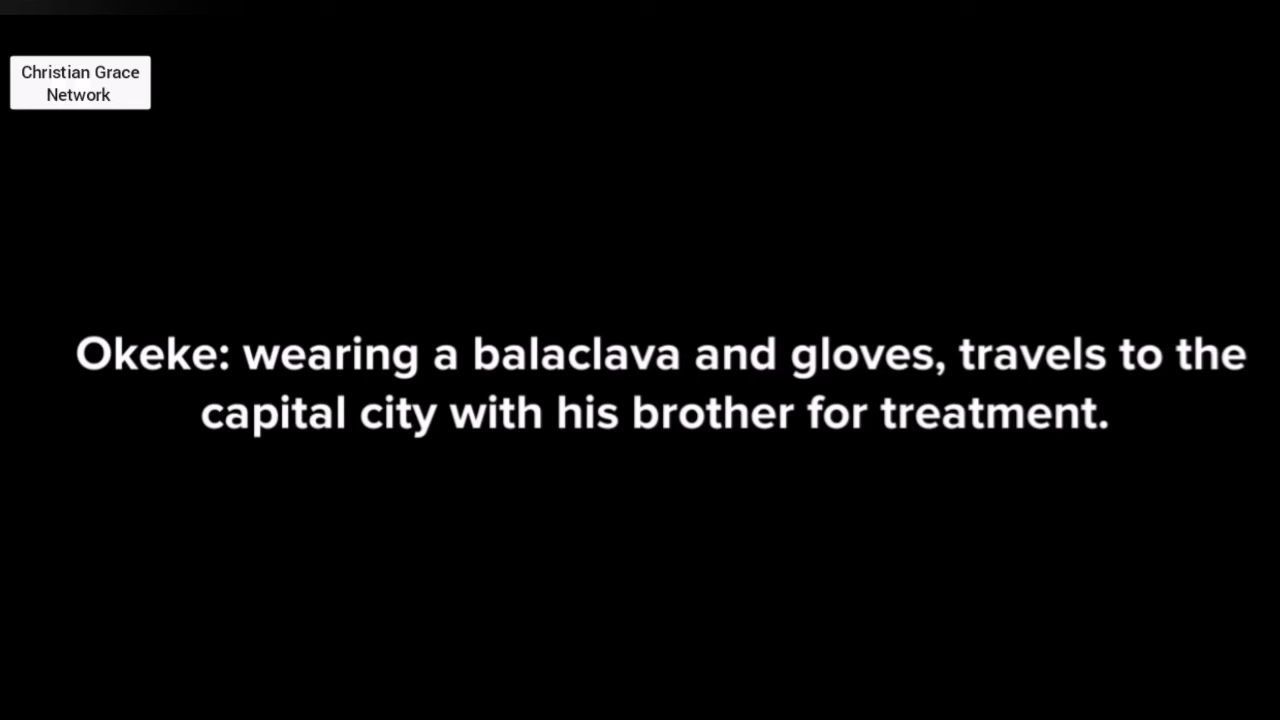 Christian Grace
Network
Okeke: wearing a balaclava and gloves, travels to the
capital city with his brother for treatment.